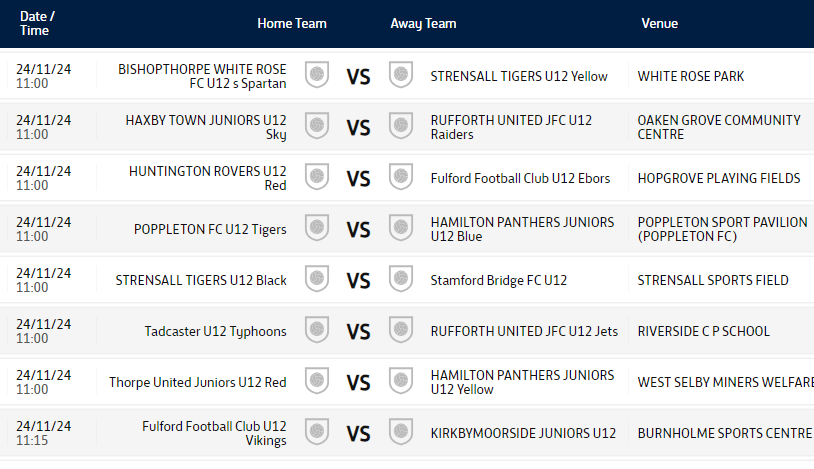 Date /
Time
Home Team
Away Team
Venue
24/11/24
11:00
BISHOPTHORPE WHITE ROSE
FC U12 s Spartan
VS
STRENSALL TIGERS U12 Yellow
WHITE ROSE PARK
24/11/24
11:00
HAXBY TOWN JUNIORS U12
Sky
VS
RUFFORTH UNITED JFC U12
Raiders
OAKEN GROVE COMMUNITY
CENTRE
24/11/24
11:00
HUNTINGTON ROVERS U12
Red
VS
Fulford Football Club U12 Ebors
HOPGROVE PLAYING FIELDS
24/11/24
11:00
POPPLETON FC U12 Tigers
VS
HAMILTON PANTHERS JUNIORS
U12 Blue
POPPLETON SPORT PAVILION
(POPPLETON FC)
24/11/24
11:00
STRENSALL TIGERS U12 Black
VS
Stamford Bridge FC U12
STRENSALL SPORTS FIELD
24/11/24
11:00
Tadcaster U12 Typhoons
VS
RUFFORTH UNITED JFC U12 Jets
RIVERSIDE C P SCHOOL
24/11/24
11:00
Thorpe United Juniors U12 Red
VS
HAMILTON PANTHERS JUNIORS
U12 Yellow
WEST SELBY MINERS WELFARE
24/11/24
11:15
Fulford Football Club U12
Vikings
VS
KIRKBYMOORSIDE JUNIORS U12
BURNHOLME SPORTS CENTRE